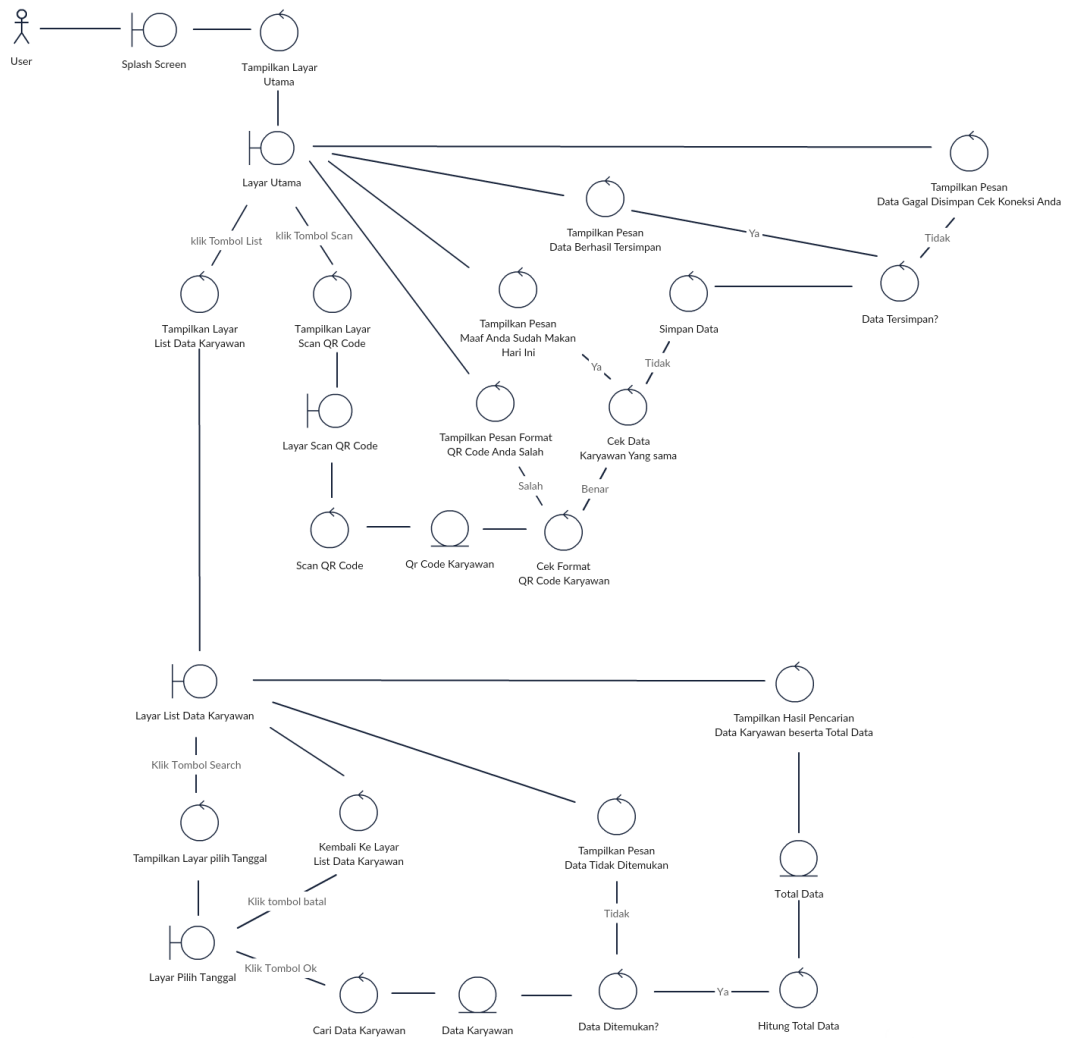 User
Splash Screen
Tampilkan Layar
Utama
Layar Utama
Tampilkan Pesan
Data Gagal Disimpan Cek Koneksi Anda
Tampilkan Pesan
Data Berhasil Tersimpan
Ya
Tidak
klik Tombol List
klik Tombol Scan
Tampilkan Layar
List Data Karyawan
Tampilkan Layar
Scan QR Code
Tampilkan Pesan
Maaf Anda Sudah Makan
Hari Ini
Simpan Data
Data Tersimpan?
Ya
Tidak
Layar Scan QR Code
Tampilkan Pesan Format
QR Code Anda Salah
Cek Data
Karyawan Yang sama
Salah
Benar
Scan QR Code
Qr Code Karyawan
Cek Format
QR Code Karyawan
Layar List Data Karyawan
Tampilkan Hasil Pencarian
Data Karyawan beserta Total Data
Klik Tombol Search
Tampilkan Layar pilih Tanggal
Kembali Ke Layar
List Data Karyawan
Tampilkan Pesan
Data Tidak Ditemukan
Total Data
Klik tombol batal
Tidak
Layar Pilih Tanggal
Klik Tombol Ok
Ya
Cari Data Karyawan
Data Karyawan
Data Ditemukan?
Hitung Total Data